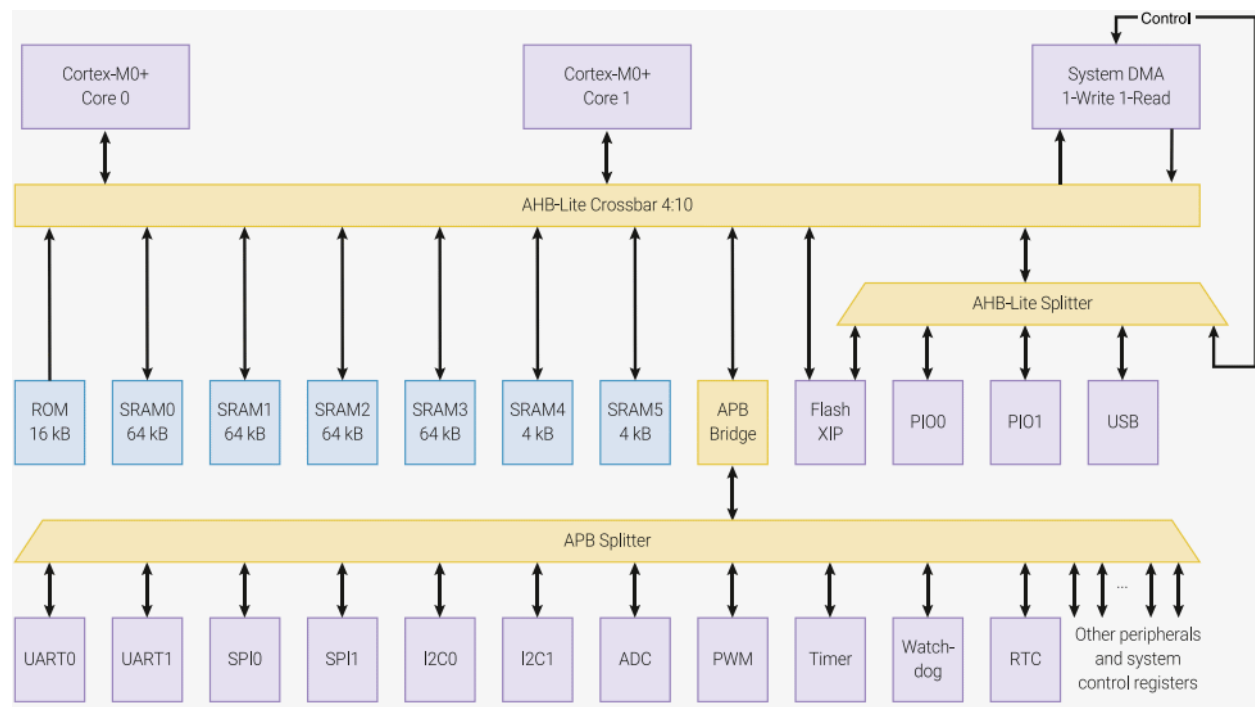 Control
Cortex-M0+
Core 0
Cortex-M0+
Core 1
System DMA
1-Write 1-Read
AHB-Lite Crossbar 4:10
AHB-Lite Splitter
ROM
16 kB
SRAM0
64 kB
SRAM1
64 kB
SRAM2
64 kB
SRAM3
64 kB
SRAM4
4 kB
SRAM5
4 kB
APB
Bridge
Flash
XIP
PIO0
PIO1
USB
APB Splitter
UART0
UART1
SPI0
SPI1
I2C0
I2C1
ADC
PWM
Timer
Watch-
dog
RTC
...
Other peripherals
and system
control registers